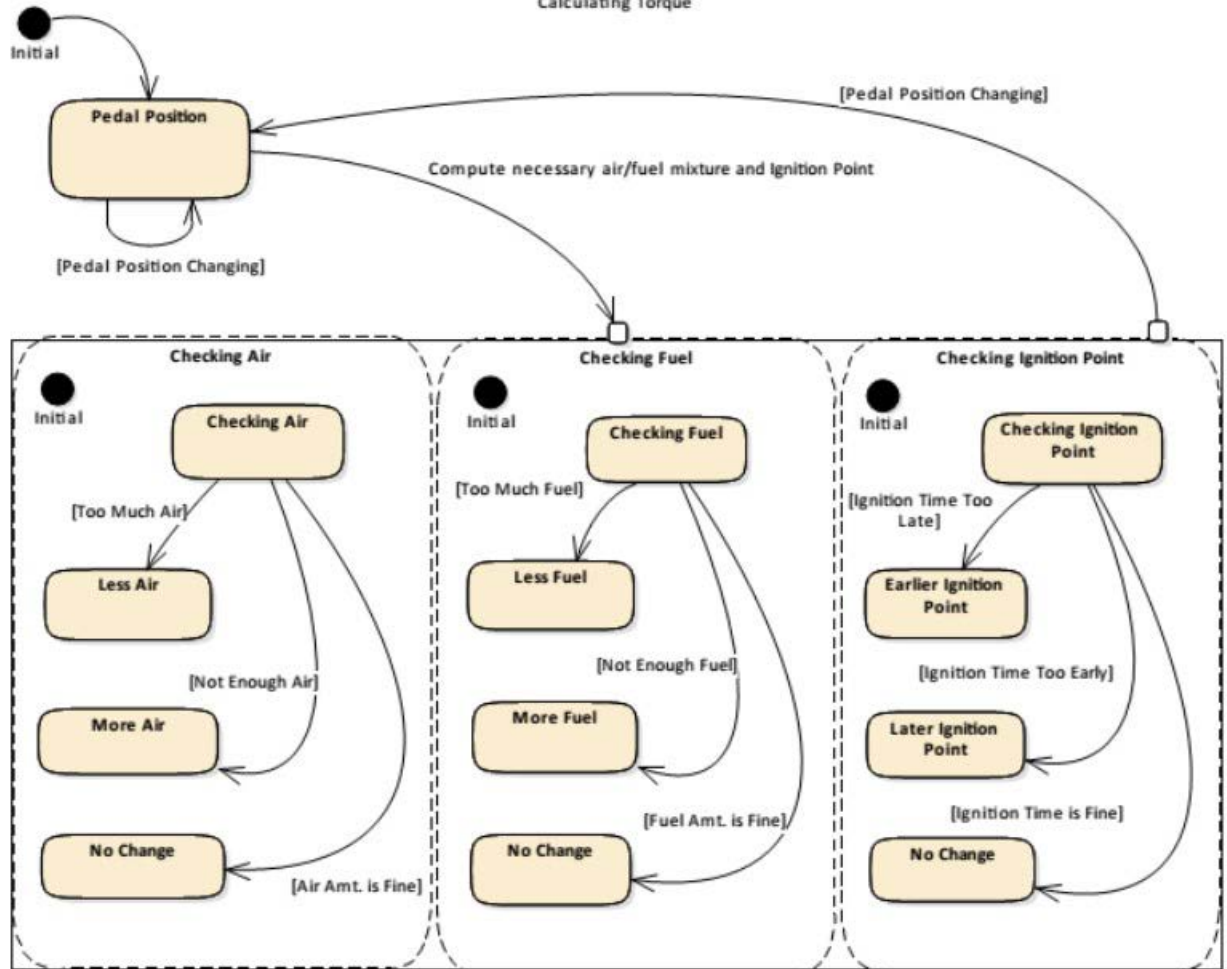 Calculating Torque
Initial
Pedal Position
[Pedal Position Changing]
Compute necessary air/fuel mixture and Ignition Point
[Pedal Position Changing]
Checking Air
Initial
Checking Air
[Too Much Air]
Less Air
[Not Enough Air]
More Air
No Change
[Air Amt. is Fine]
Checking Fuel
Initial
Checking Fuel
[Too Much Fuel]
Less Fuel
[Not Enough Fuel]
More Fuel
[Fuel Amt. is Fine]
No Change
Checking Ignition Point
Initial
Checking Ignition
Point
[Ignition Time Too
Late]
Earlier Ignition
Point
[Ignition Time Too Early]
Later Ignition
Point
[Ignition Time is Fine]
No Change